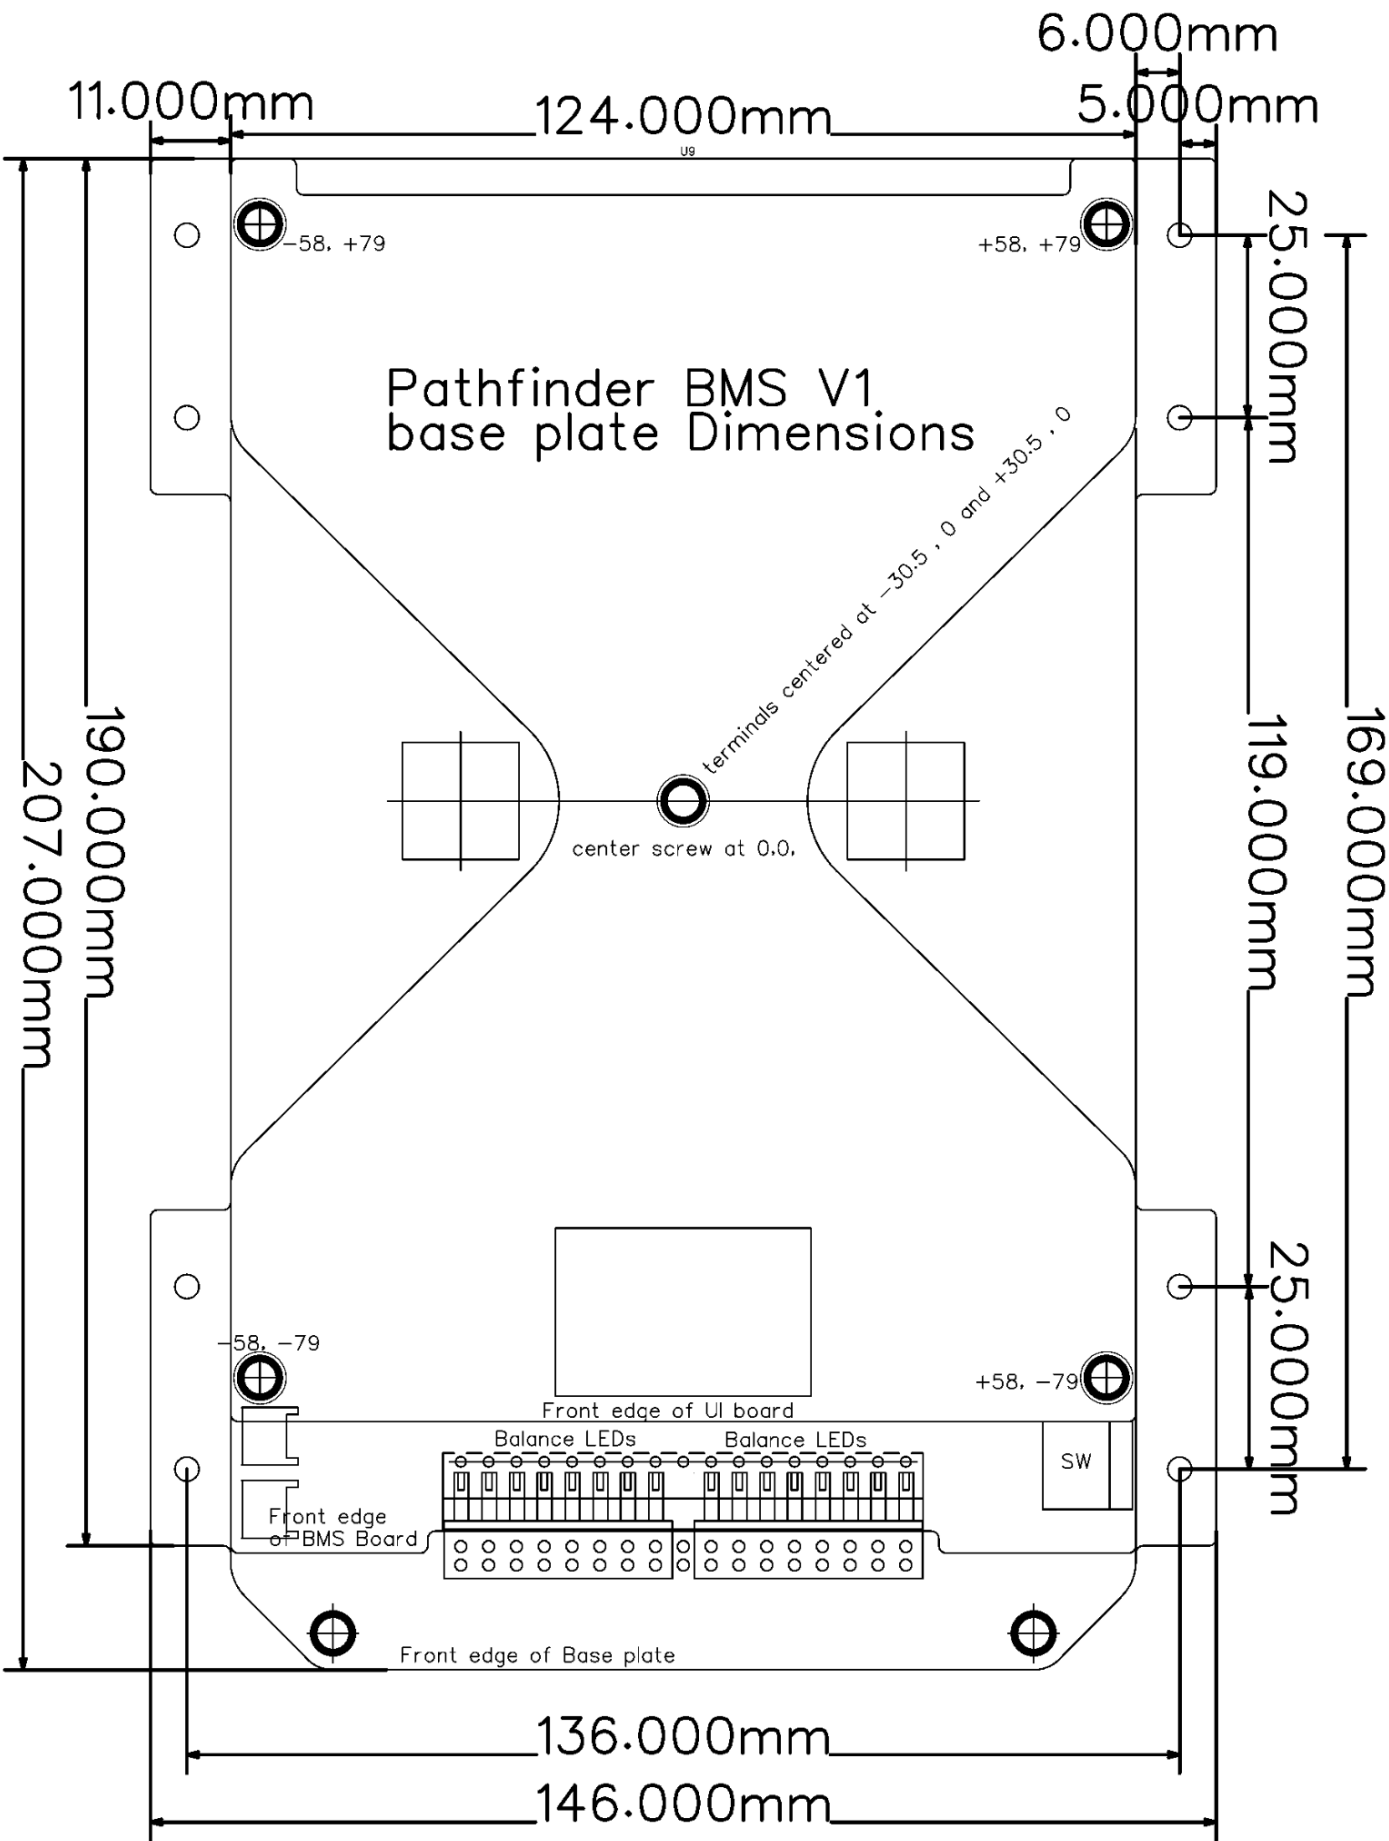 6.000mm
11.000mm
124.000mm
5.000mm
U9
-58, +79
+58, +79
25.000mm
Pathfinder BMS V1
base plate Dimensions
terminals centered at -30.5 , 0 and +30.5 , 0
190.000mm
207.000mm
119.000mm
169.000mm
center screw at 0,0,
25.000mm
-58, -79
+58, -79
Front edge of UI board
Balance LEDs
Balance LEDs
SW
Front edge
of BMS Board
Front edge of Base plate
136.000mm
146.000mm